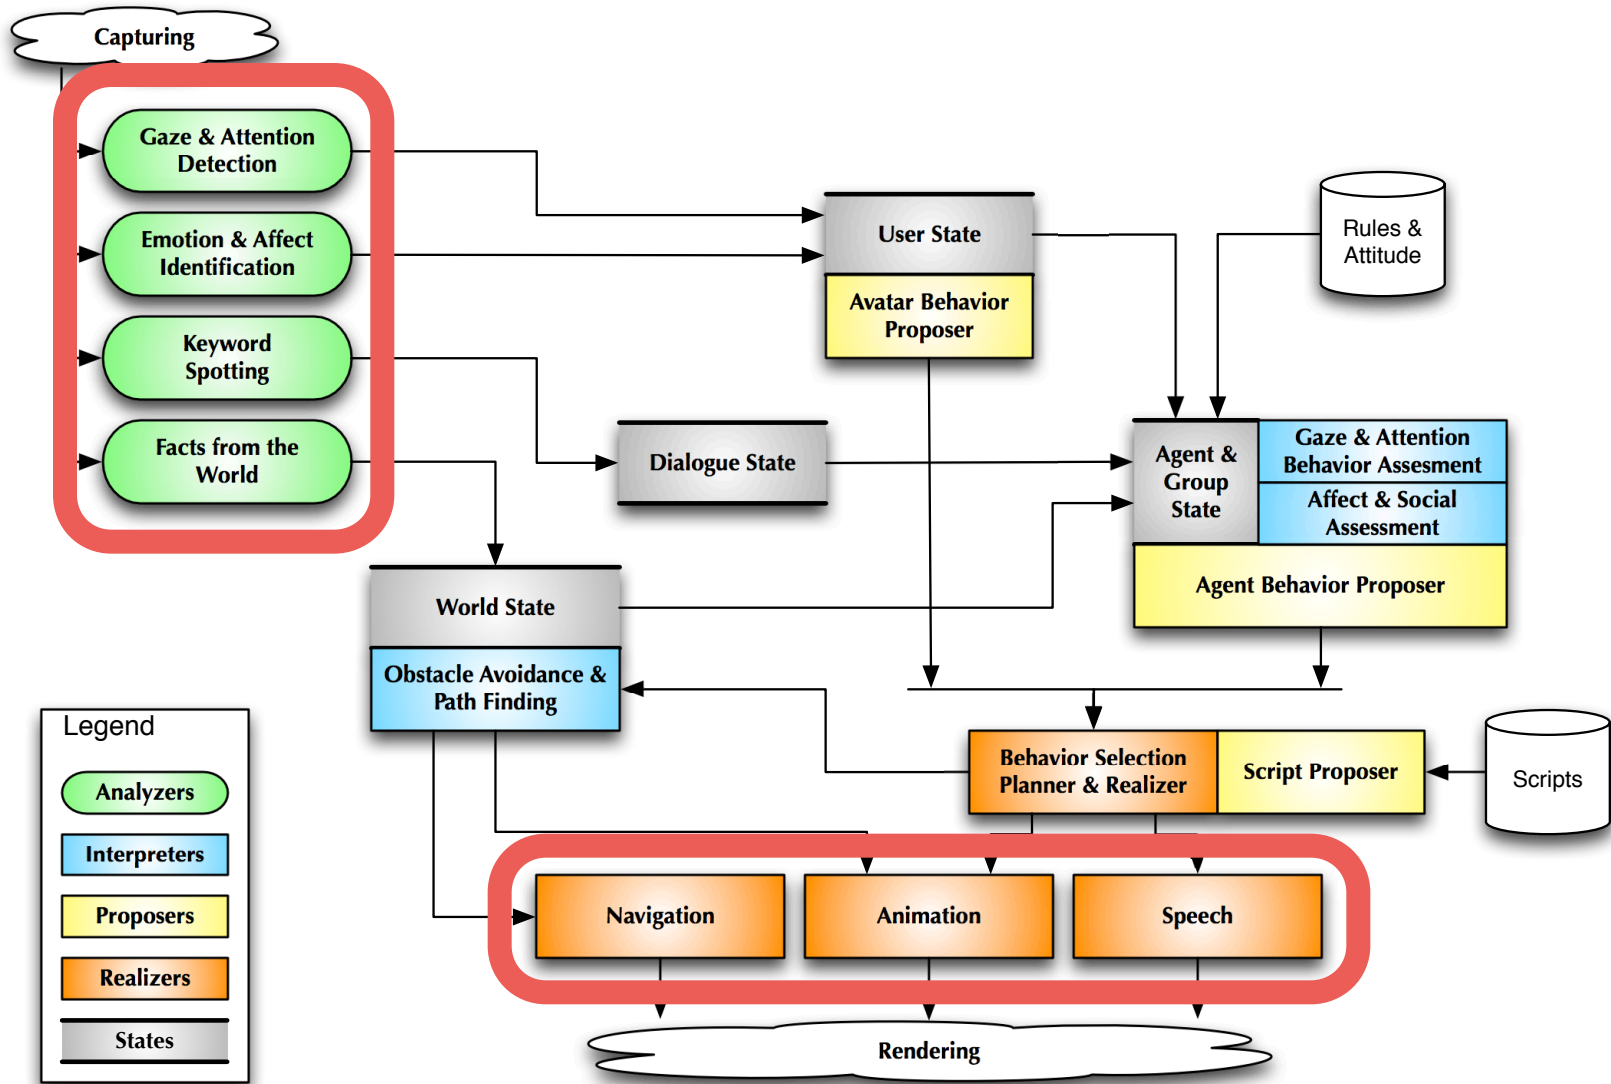 Capturing
Gaze & Attention
Detection
Emotion & Affect
Identification
Keyword
Spotting
Facts from the
World
User State
Avatar Behavior
Proposer
Rules &
Attitude
Dialogue State
Agent &
Group
State
Gaze & Attention
Behavior Assesment
Affect & Social
Assessment
Agent Behavior Proposer
World State
Obstacle Avoidance &
Path Finding
Behavior Selection
Planner & Realizer
Script Proposer
Scripts
Navigation
Animation
Speech
Rendering
Legend
Analyzers
Interpreters
Proposers
Realizers
States